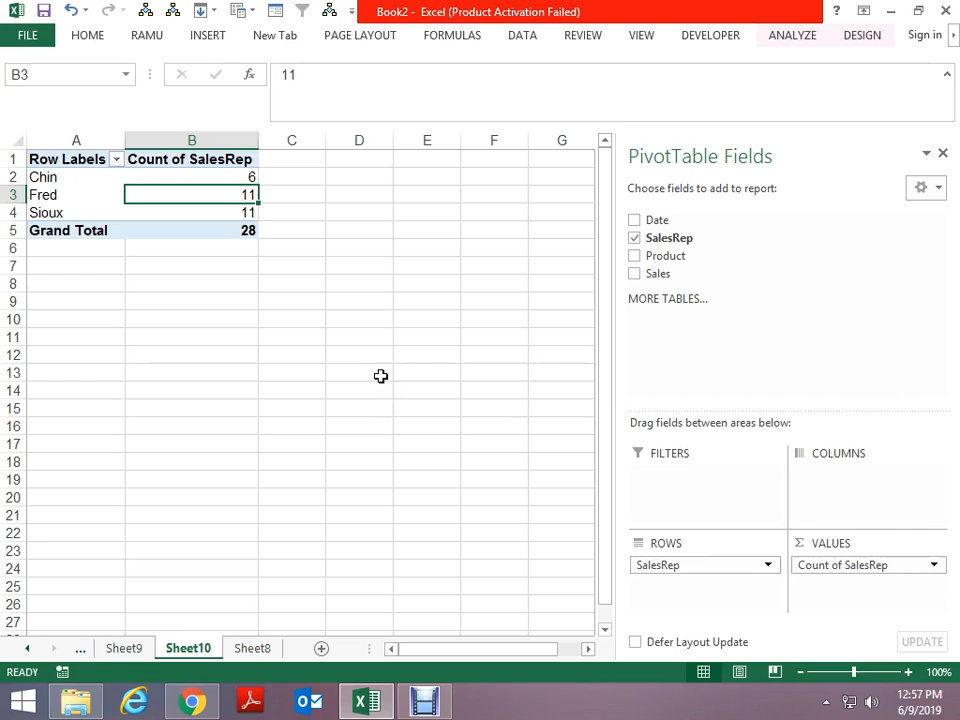 Book2 - Excel (Product Activation Failed)
?
FILE HOME RAMU INSERT New Tab PAGE LAYOUT FORMULAS DATA REVIEW VIEW DEVELOPER ANALYZE DESIGN Sign in
B3 fx 11
A B C D E F G
1 Row Labels Count of SalesRep
2 Chin 6
3 Fred 11
4 Sioux 11
5 Grand Total 28
6
7
8
9
10
11
12
13
14
15
16
17
18
19
20
21
22
23
24
25
26
27
PivotTable Fields
Choose fields to add to report:
Date
SalesRep
Product
Sales
MORE TABLES...
Drag fields between areas below:
FILTERS COLUMNS
ROWS Σ VALUES
SalesRep Count of SalesRep
Defer Layout Update UPDATE
... Sheet9 Sheet10 Sheet8
READY 100%
12:57 PM
6/9/2019